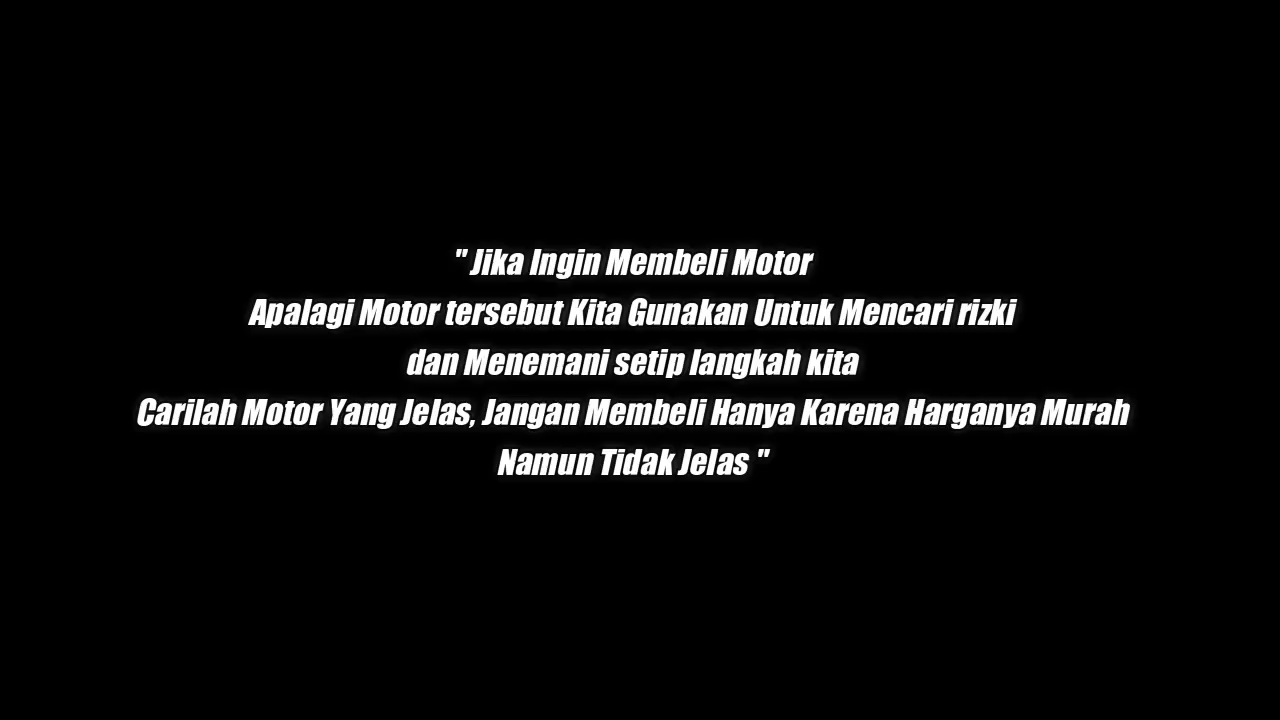 " Jika Ingin Membeli Motor
Apalagi Motor tersebut Kita Gunakan Untuk Mencari rizki
dan Menemani setip langkah kita
Carilah Motor Yang Jelas, Jangan Membeli Hanya Karena Harganya Murah
Namun Tidak Jelas "